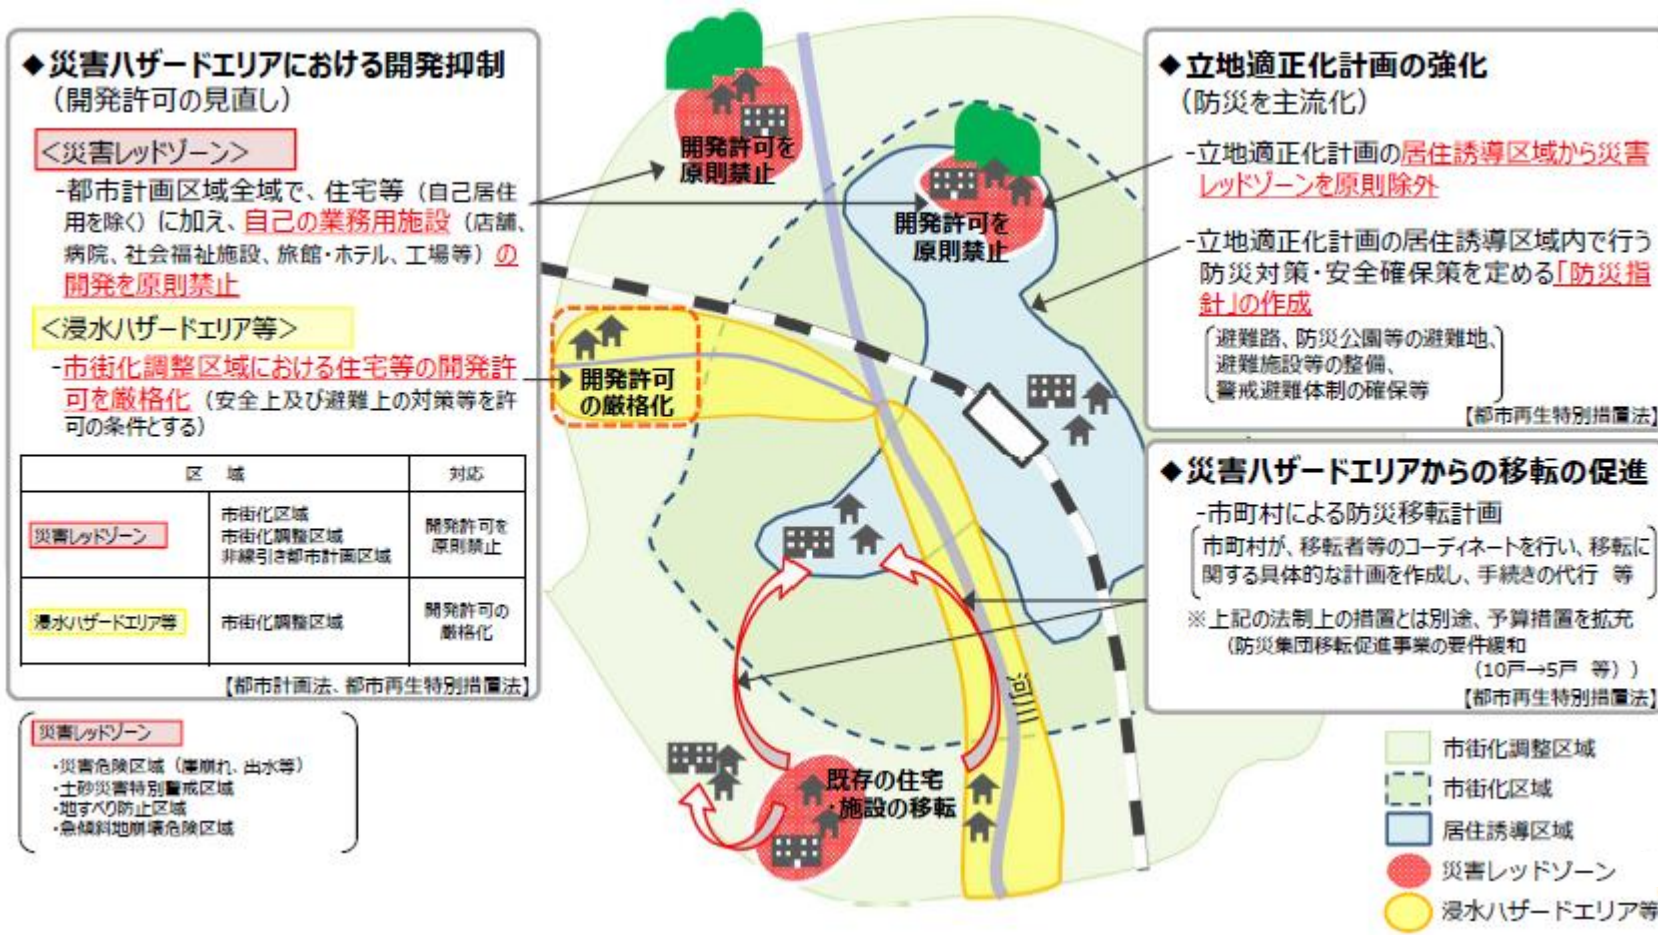 ◆災害ハザードエリアにおける開発抑制
（開発許可の見直し）
＜災害レッドゾーン＞
-都市計画区域全域で、住宅等（自己居住
用を除く）に加え、自己の業務用施設（店舗、
病院、社会福祉施設、旅館・ホテル、工場等）の
開発を原則禁止
＜浸水ハザードエリア等＞
-市街化調整区域における住宅等の開発許
可を厳格化（安全上及び避難上の対策等を許
可の条件とする）
区　域
対応
災害レッドゾーン
市街化区域
市街化調整区域
非線引き都市計画区域
開発許可を
原則禁止
浸水ハザードエリア等
市街化調整区域
開発許可の
厳格化
【都市計画法、都市再生特別措置法】
災害レッドゾーン
・災害危険区域（崖崩れ、出水等）
・土砂災害特別警戒区域
・地すべり防止区域
・急傾斜地崩壊危険区域
開発許可を
原則禁止
開発許可を
原則禁止
開発許可
の厳格化
河川
既存の住宅
・施設の移転
◆立地適正化計画の強化
（防災を主流化）
-立地適正化計画の居住誘導区域から災害
レッドゾーンを原則除外
-立地適正化計画の居住誘導区域内で行う
防災対策・安全確保策を定める「防災指
針」の作成
避難路、防災公園等の避難地、
避難施設等の整備、
警戒避難体制の確保等
【都市再生特別措置法】
◆災害ハザードエリアからの移転の促進
-市町村による防災移転計画
市町村が、移転者等のコーディネートを行い、移転に
関する具体的な計画を作成し、手続きの代行 等
※上記の法制上の措置とは別途、予算措置を拡充
（防災集団移転促進事業の要件緩和
（10戸→5戸 等））
【都市再生特別措置法】
市街化調整区域
市街化区域
居住誘導区域
災害レッドゾーン
浸水ハザードエリア等